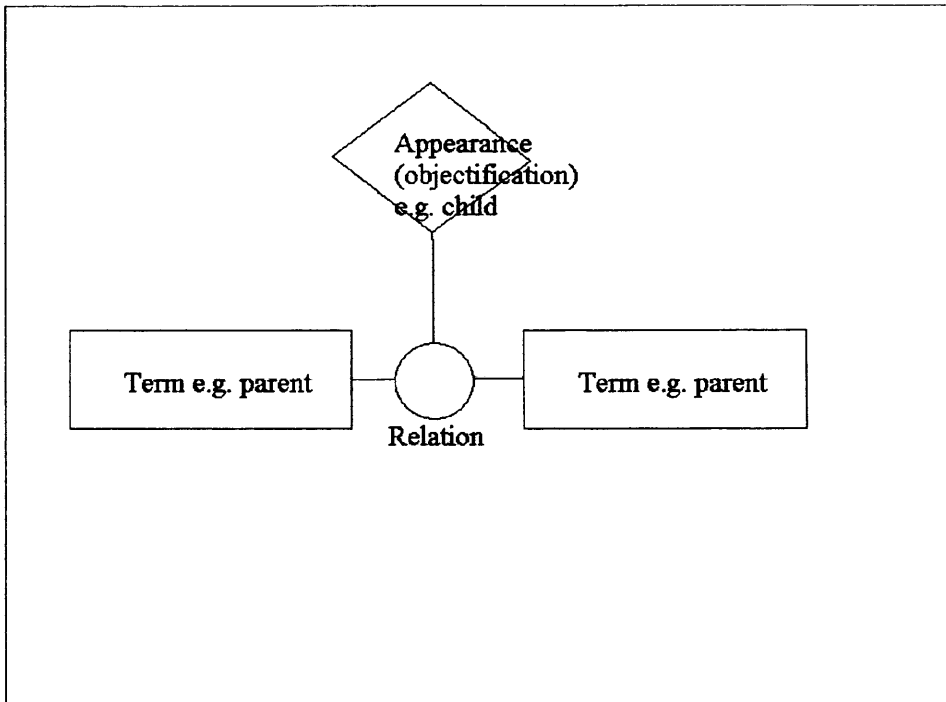 Appearance
(objectification)
e.g. child
Term e.g. parent
Term e.g. parent
Relation